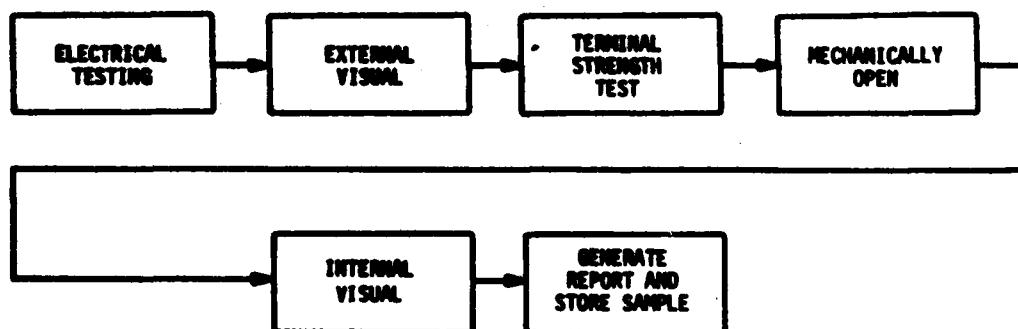 ELECTRICAL
TESTING
EXTERNAL
VISUAL
TERMINAL
STRENGTH
TEST
MECHANICALLY
OPEN
INTERNAL
VISUAL
GENERATE
REPORT AND
STORE SAMPLE